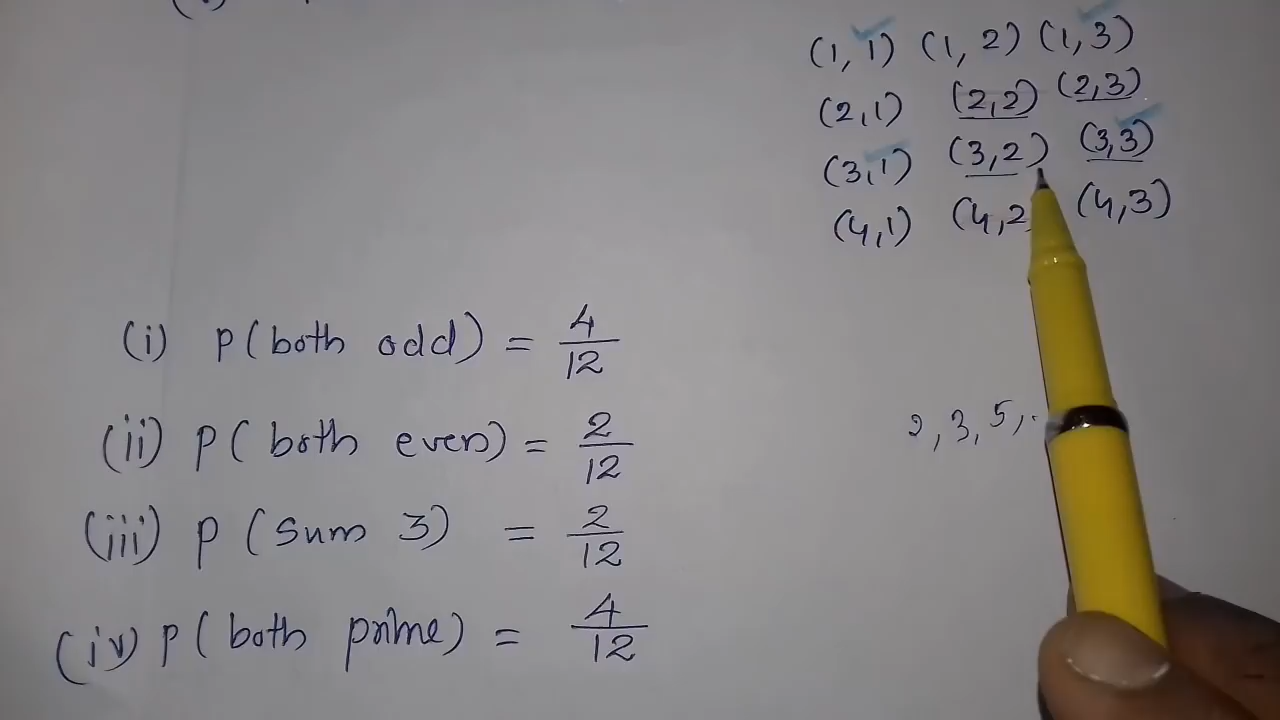 (1,1) (1,2) (1,3)
(2,1) (2,2) (2,3)
(3,1) (3,2) (3,3)
(4,1) (4,2 (4,3)
(i) P(both odd) = 4/12
(ii) P(both even) = 2/12
(iii) P(sum 3) = 2/12
(iv) P(both prime) = 4/12
2,3,5,